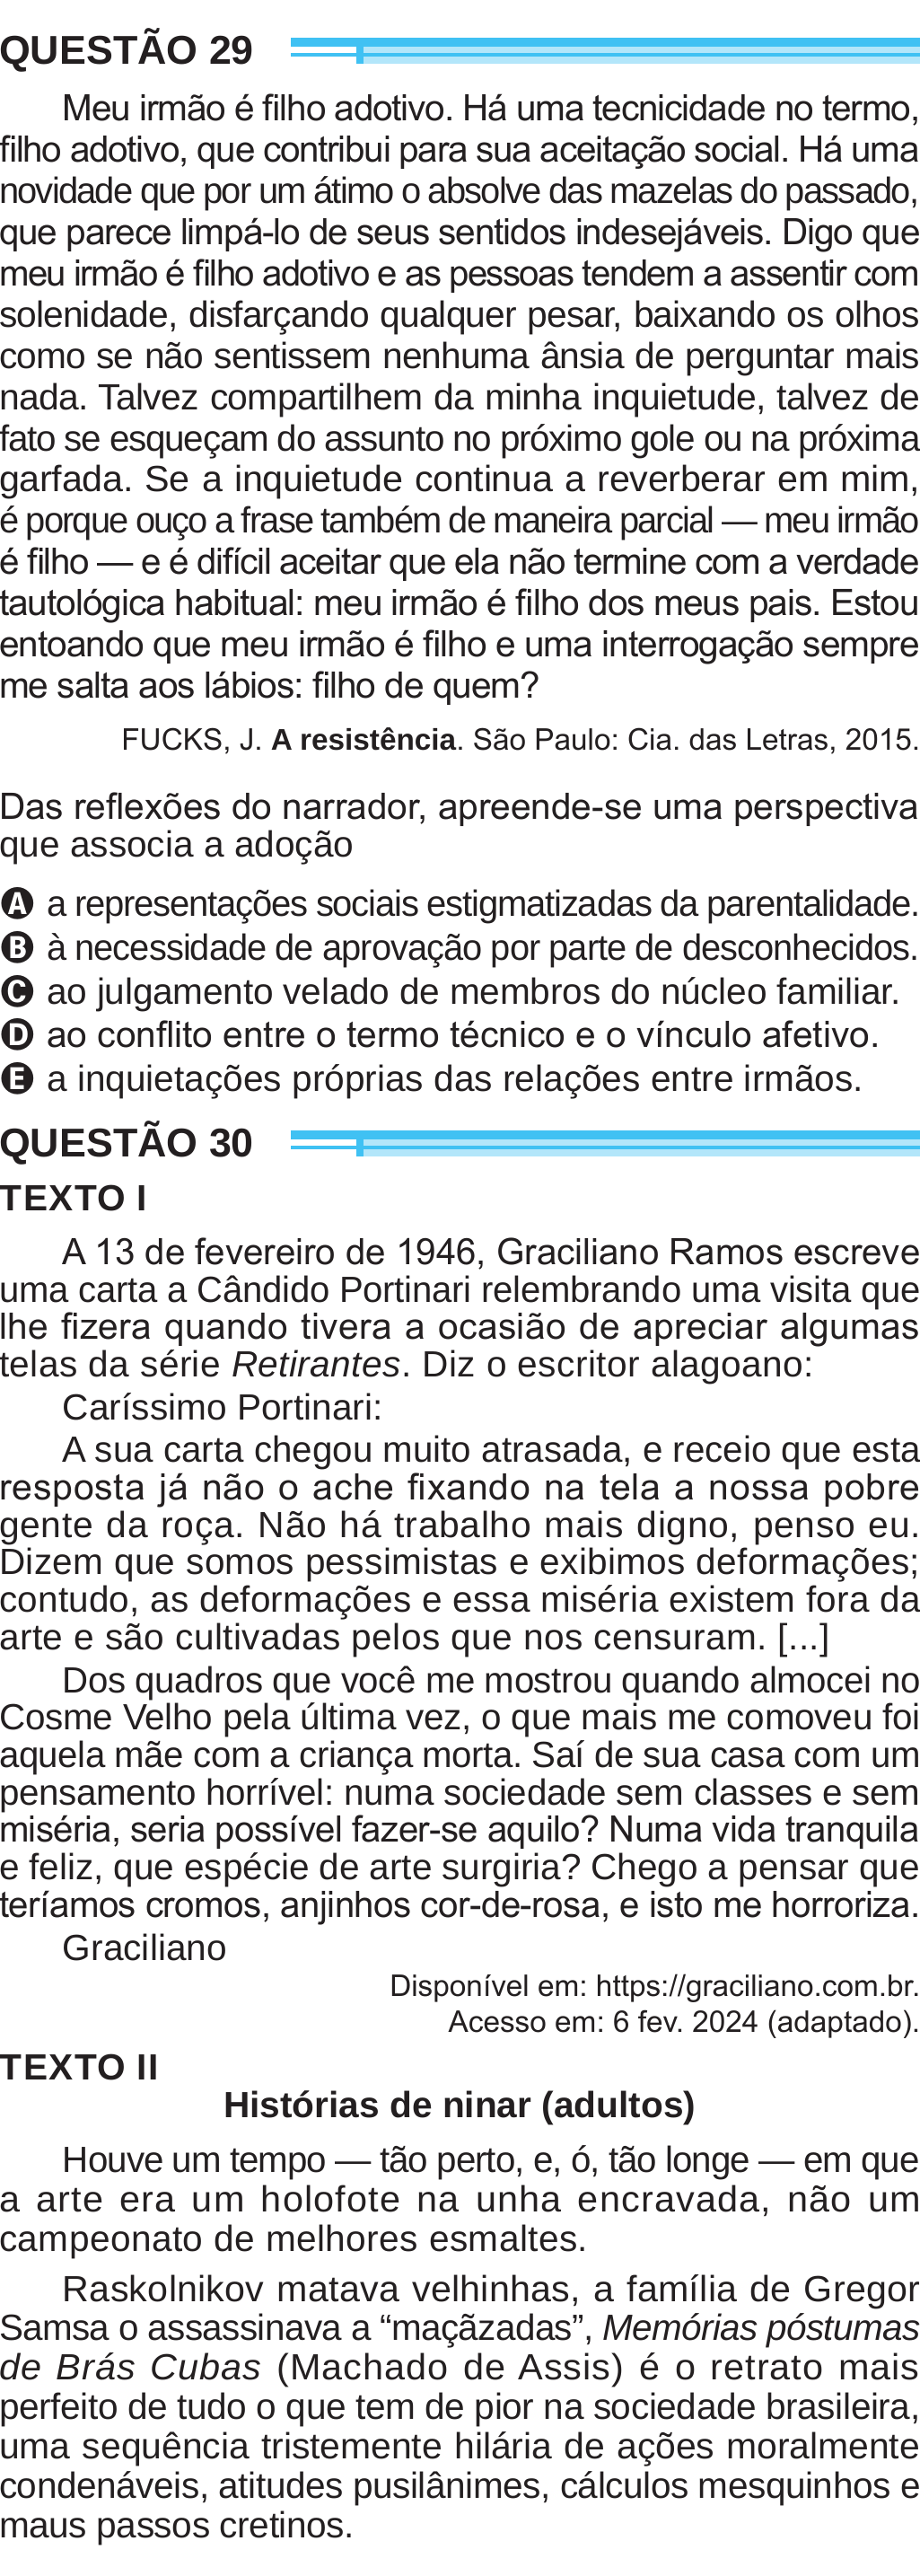 QUESTÃO 29
Meu irmão é filho adotivo. Há uma tecnicidade no termo,
filho adotivo, que contribui para sua aceitação social. Há uma
novidade que por um átimo o absolve das mazelas do passado,
que parece limpá-lo de seus sentidos indesejáveis. Digo que
meu irmão é filho adotivo e as pessoas tendem a assentir com
solenidade, disfarçando qualquer pesar, baixando os olhos
como se não sentissem nenhuma ânsia de perguntar mais
nada. Talvez compartilhem da minha inquietude, talvez de
fato se esqueçam do assunto no próximo gole ou na próxima
garfada. Se a inquietude continua a reverberar em mim,
é porque ouço a frase também de maneira parcial — meu irmão
é filho — e é difícil aceitar que ela não termine com a verdade
tautológica habitual: meu irmão é filho dos meus pais. Estou
entoando que meu irmão é filho e uma interrogação sempre
me salta aos lábios: filho de quem?
FUCKS, J. A resistência. São Paulo: Cia. das Letras, 2015.
Das reflexões do narrador, apreende-se uma perspectiva
que associa a adoção
A a representações sociais estigmatizadas da parentalidade.
B à necessidade de aprovação por parte de desconhecidos.
C ao julgamento velado de membros do núcleo familiar.
D ao conflito entre o termo técnico e o vínculo afetivo.
E a inquietações próprias das relações entre irmãos.
QUESTÃO 30
TEXTO I
A 13 de fevereiro de 1946, Graciliano Ramos escreve
uma carta a Cândido Portinari relembrando uma visita que
lhe fizera quando tivera a ocasião de apreciar algumas
telas da série Retirantes. Diz o escritor alagoano:
Caríssimo Portinari:
A sua carta chegou muito atrasada, e receio que esta
resposta já não o ache fixando na tela a nossa pobre
gente da roça. Não há trabalho mais digno, penso eu.
Dizem que somos pessimistas e exibimos deformações;
contudo, as deformações e essa miséria existem fora da
arte e são cultivadas pelos que nos censuram. [...]
Dos quadros que você me mostrou quando almocei no
Cosme Velho pela última vez, o que mais me comoveu foi
aquela mãe com a criança morta. Saí de sua casa com um
pensamento horrível: numa sociedade sem classes e sem
miséria, seria possível fazer-se aquilo? Numa vida tranquila
e feliz, que espécie de arte surgiria? Chego a pensar que
teríamos cromos, anjinhos cor-de-rosa, e isto me horroriza.
Graciliano
Disponível em: https://graciliano.com.br.
Acesso em: 6 fev. 2024 (adaptado).
TEXTO II
Histórias de ninar (adultos)
Houve um tempo — tão perto, e, ó, tão longe — em que
a arte era um holofote na unha encravada, não um
campeonato de melhores esmaltes.
Raskolnikov matava velhinhas, a família de Gregor
Samsa o assassinava a “maçãzadas”, Memórias póstumas
de Brás Cubas (Machado de Assis) é o retrato mais
perfeito de tudo o que tem de pior na sociedade brasileira,
uma sequência tristemente hilária de ações moralmente
condenáveis, atitudes pusilânimes, cálculos mesquinhos e
maus passos cretinos.